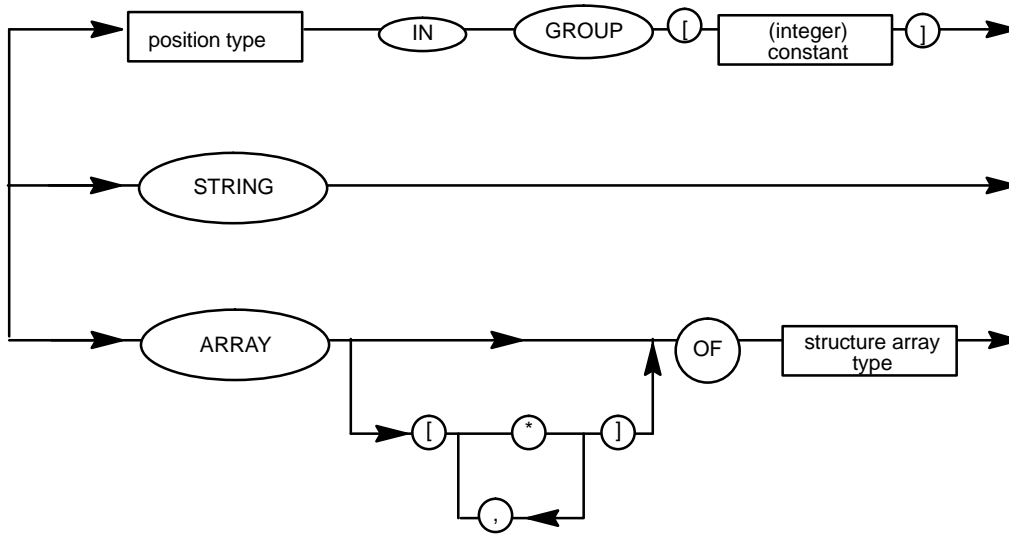 position type IN GROUP [ (integer) constant ]
STRING
ARRAY OF structure array type
[ * ]
,